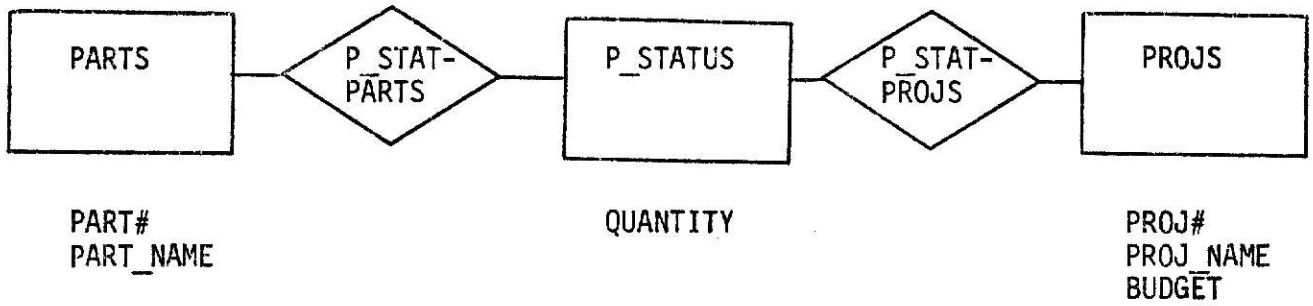 PARTS
P_STAT-
PARTS
P_STATUS
P_STAT-
PROJS
PROJS
PART#
PART_NAME
QUANTITY
PROJ#
PROJ_NAME
BUDGET